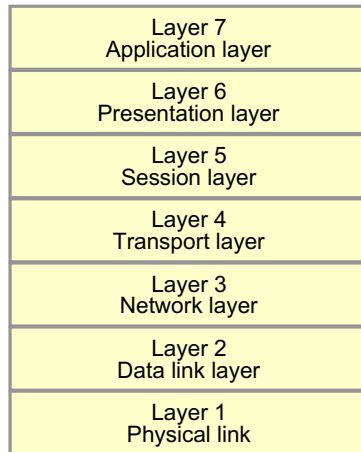 Layer 7
Application layer
Layer 6
Presentation layer
Layer 5
Session layer
Layer 4
Transport layer
Layer 3
Network layer
Layer 2
Data link layer
Layer 1
Physical link